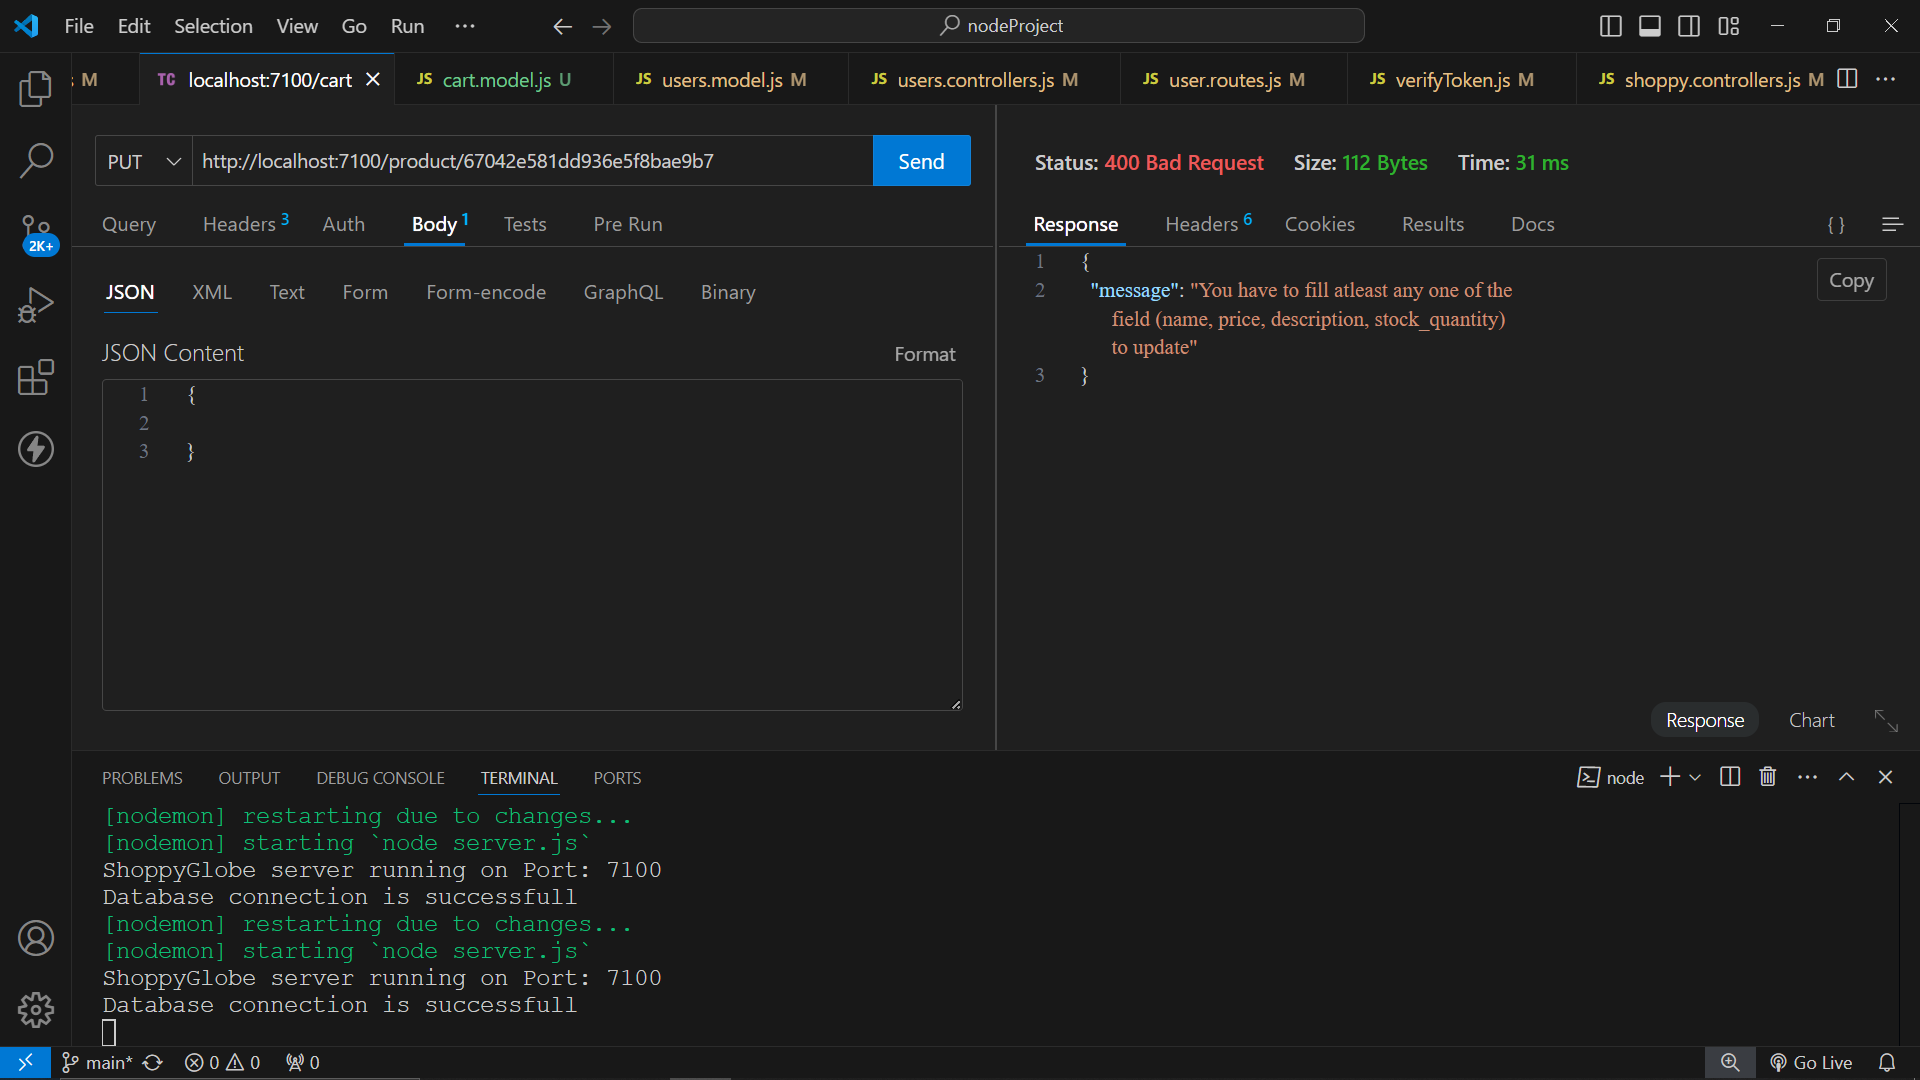 File Edit Selection View Go Run ··· nodeProject
s M TC localhost:7100/cart JS cart.model.js U JS users.model.js M JS users.controllers.js M JS user.routes.js M JS verifyToken.js M JS shoppy.controllers.js M
PUT http://localhost:7100/product/67042e581dd936e5f8bae9b7 Send
Status: 400 Bad Request Size: 112 Bytes Time: 31 ms
Query Headers 3 Auth Body 1 Tests Pre Run
Response Headers 6 Cookies Results Docs { }
JSON XML Text Form Form-encode GraphQL Binary
JSON Content Format
1 {
2
3 }
1 {
2 "message": "You have to fill atleast any one of the
field (name, price, description, stock_quantity)
to update"
3 }
Copy
Response Chart
2K+
PROBLEMS OUTPUT DEBUG CONSOLE TERMINAL PORTS node
[nodemon] restarting due to changes...
[nodemon] starting `node server.js`
ShoppyGlobe server running on Port: 7100
Database connection is successfull
[nodemon] restarting due to changes...
[nodemon] starting `node server.js`
ShoppyGlobe server running on Port: 7100
Database connection is successfull
main* 0 0 0 Go Live